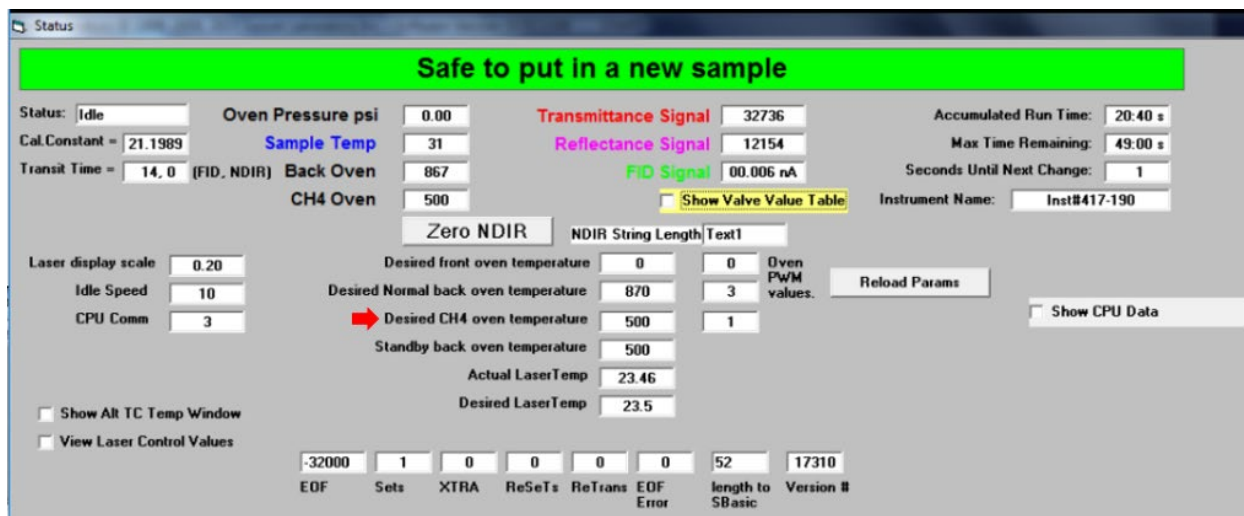 Status
Safe to put in a new sample
Status: Idle Oven Pressure psi 0.00 Transmittance Signal 32736 Accumulated Run Time: 20:40 s
Cal.Constant = 21.1989 Sample Temp 31 Reflectance Signal 12154 Max Time Remaining: 49:00 s
Transit Time = 14, 0 (FID, NDIR) Back Oven 867 FID Signal 00.006 nA Seconds Until Next Change: 1
CH4 Oven 500 Show Valve Value Table Instrument Name: Inst#417-190
Zero NDIR NDIR String Length Text1
Laser display scale 0.20 Desired front oven temperature 0 0 Oven PWM values. Reload Params
Idle Speed 10 Desired Normal back oven temperature 870 3
CPU Comm 3 Desired CH4 oven temperature 500 1 Show CPU Data
Standby back oven temperature 500
Actual LaserTemp 23.46
Desired LaserTemp 23.5
Show Alt TC Temp Window
View Laser Control Values
-32000 1 0 0 0 0 52 17310
EOF Sets XTRA ReSeTs ReTrans EOF Error length to SBasic Version #